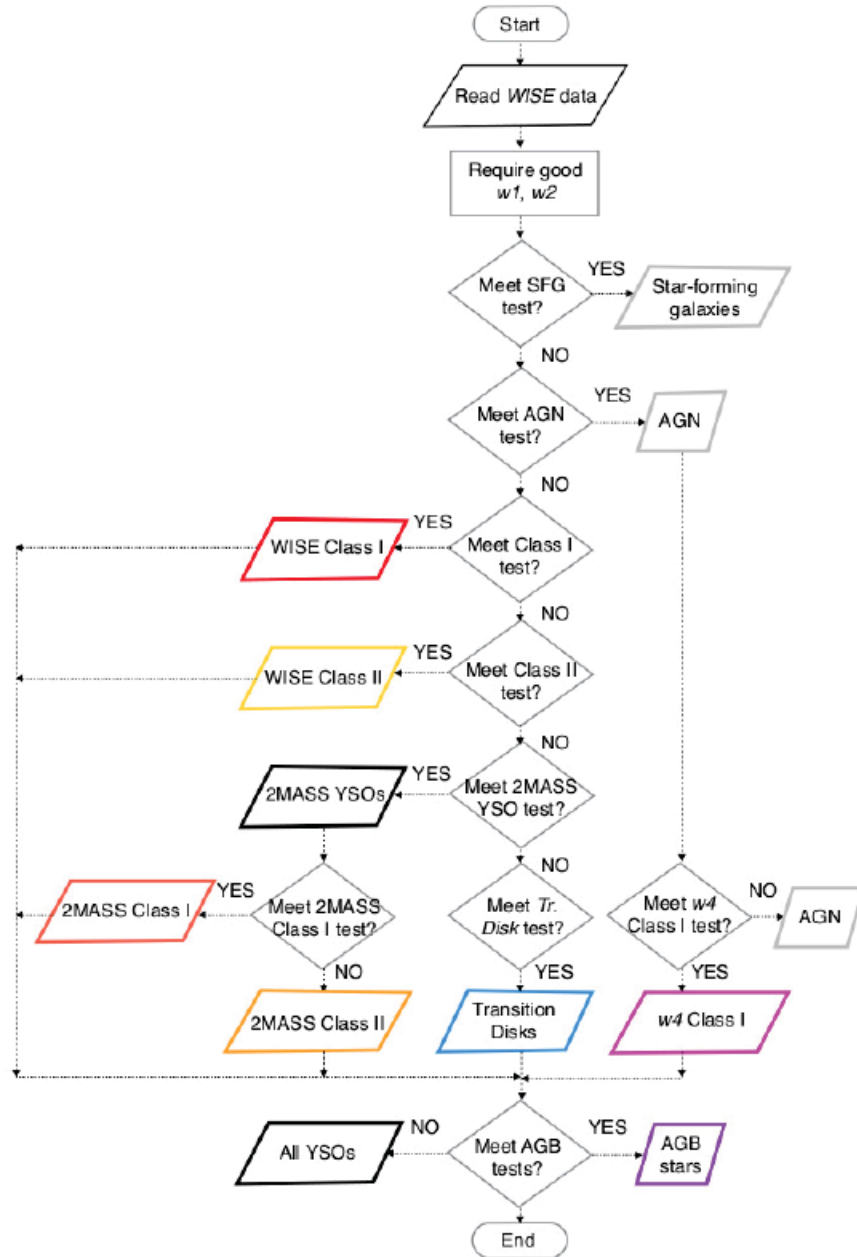 Start
Read WISE data
Require good
w1, w2
Meet SFG
test?
YES
Star-forming
galaxies
NO
Meet AGN
test?
YES
AGN
NO
Meet Class I
test?
YES
WISE Class I
NO
Meet Class II
test?
YES
WISE Class II
NO
Meet 2MASS
YSO test?
YES
2MASS YSOs
NO
Meet 2MASS
Class I test?
YES
2MASS Class I
NO
2MASS Class II
Meet Tr.
Disk test?
YES
Transition
Disks
Meet w4
Class I test?
NO
AGN
YES
w4 Class I
Meet AGB
tests?
NO
All YSOs
YES
AGB
stars
End